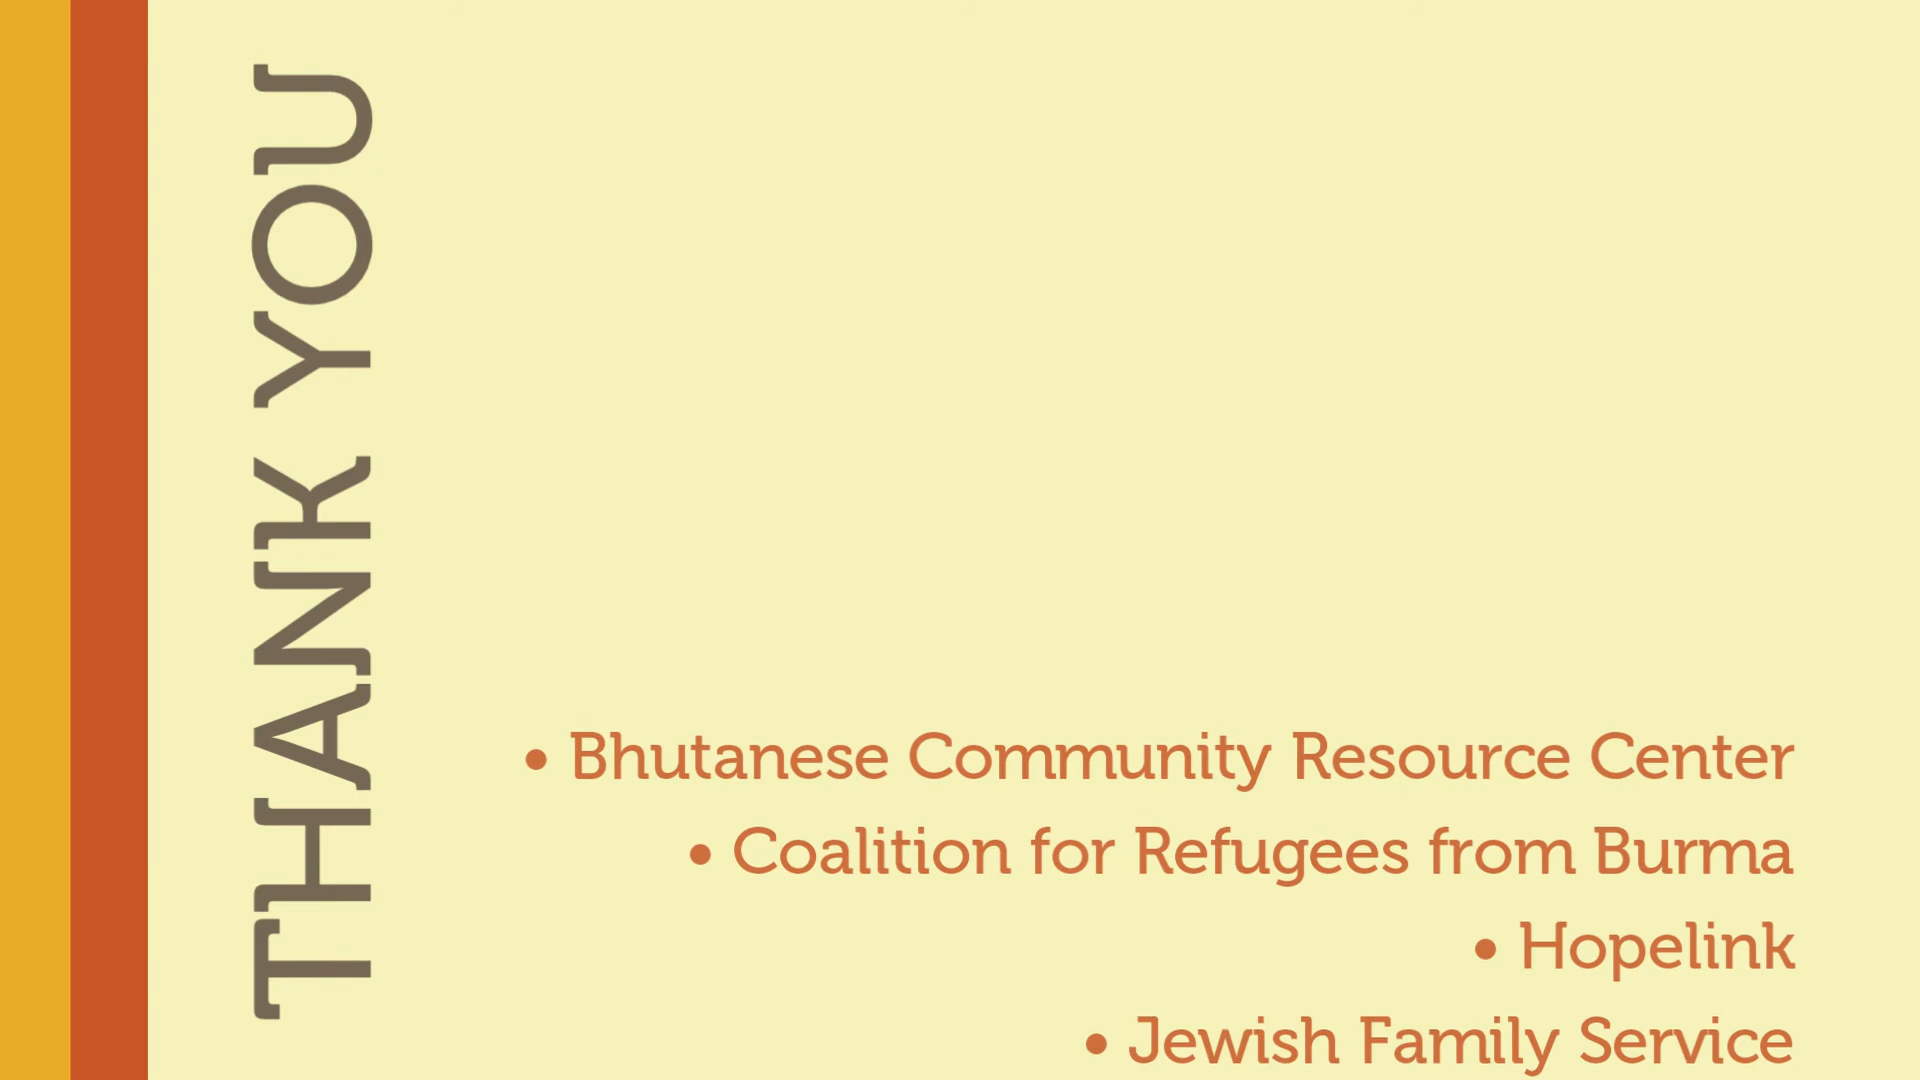 THANK YOU
• Bhutanese Community Resource Center
• Coalition for Refugees from Burma
• Hopelink
• Jewish Family Service